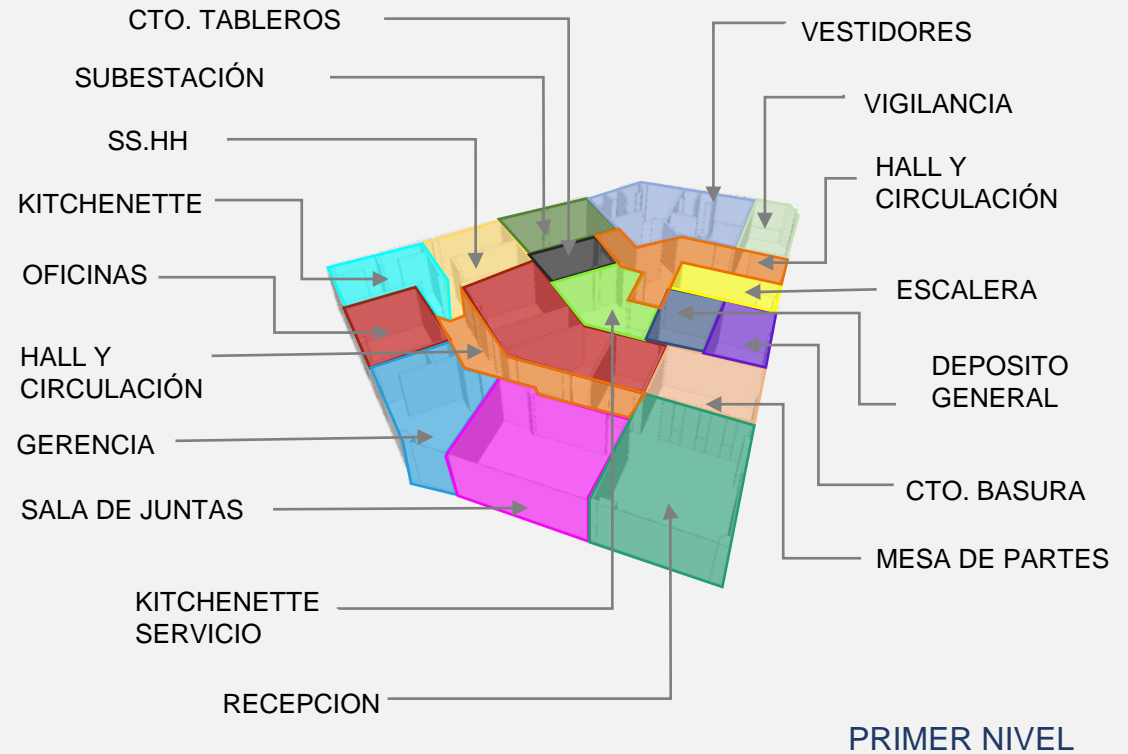 CTO. TABLEROS
SUBESTACIÓN
SS.HH
KITCHENETTE
OFICINAS
HALL Y
CIRCULACIÓN
GERENCIA
SALA DE JUNTAS
KITCHENETTE
SERVICIO
RECEPCION
VESTIDORES
VIGILANCIA
HALL Y
CIRCULACIÓN
ESCALERA
DEPOSITO
GENERAL
CTO. BASURA
MESA DE PARTES
PRIMER NIVEL